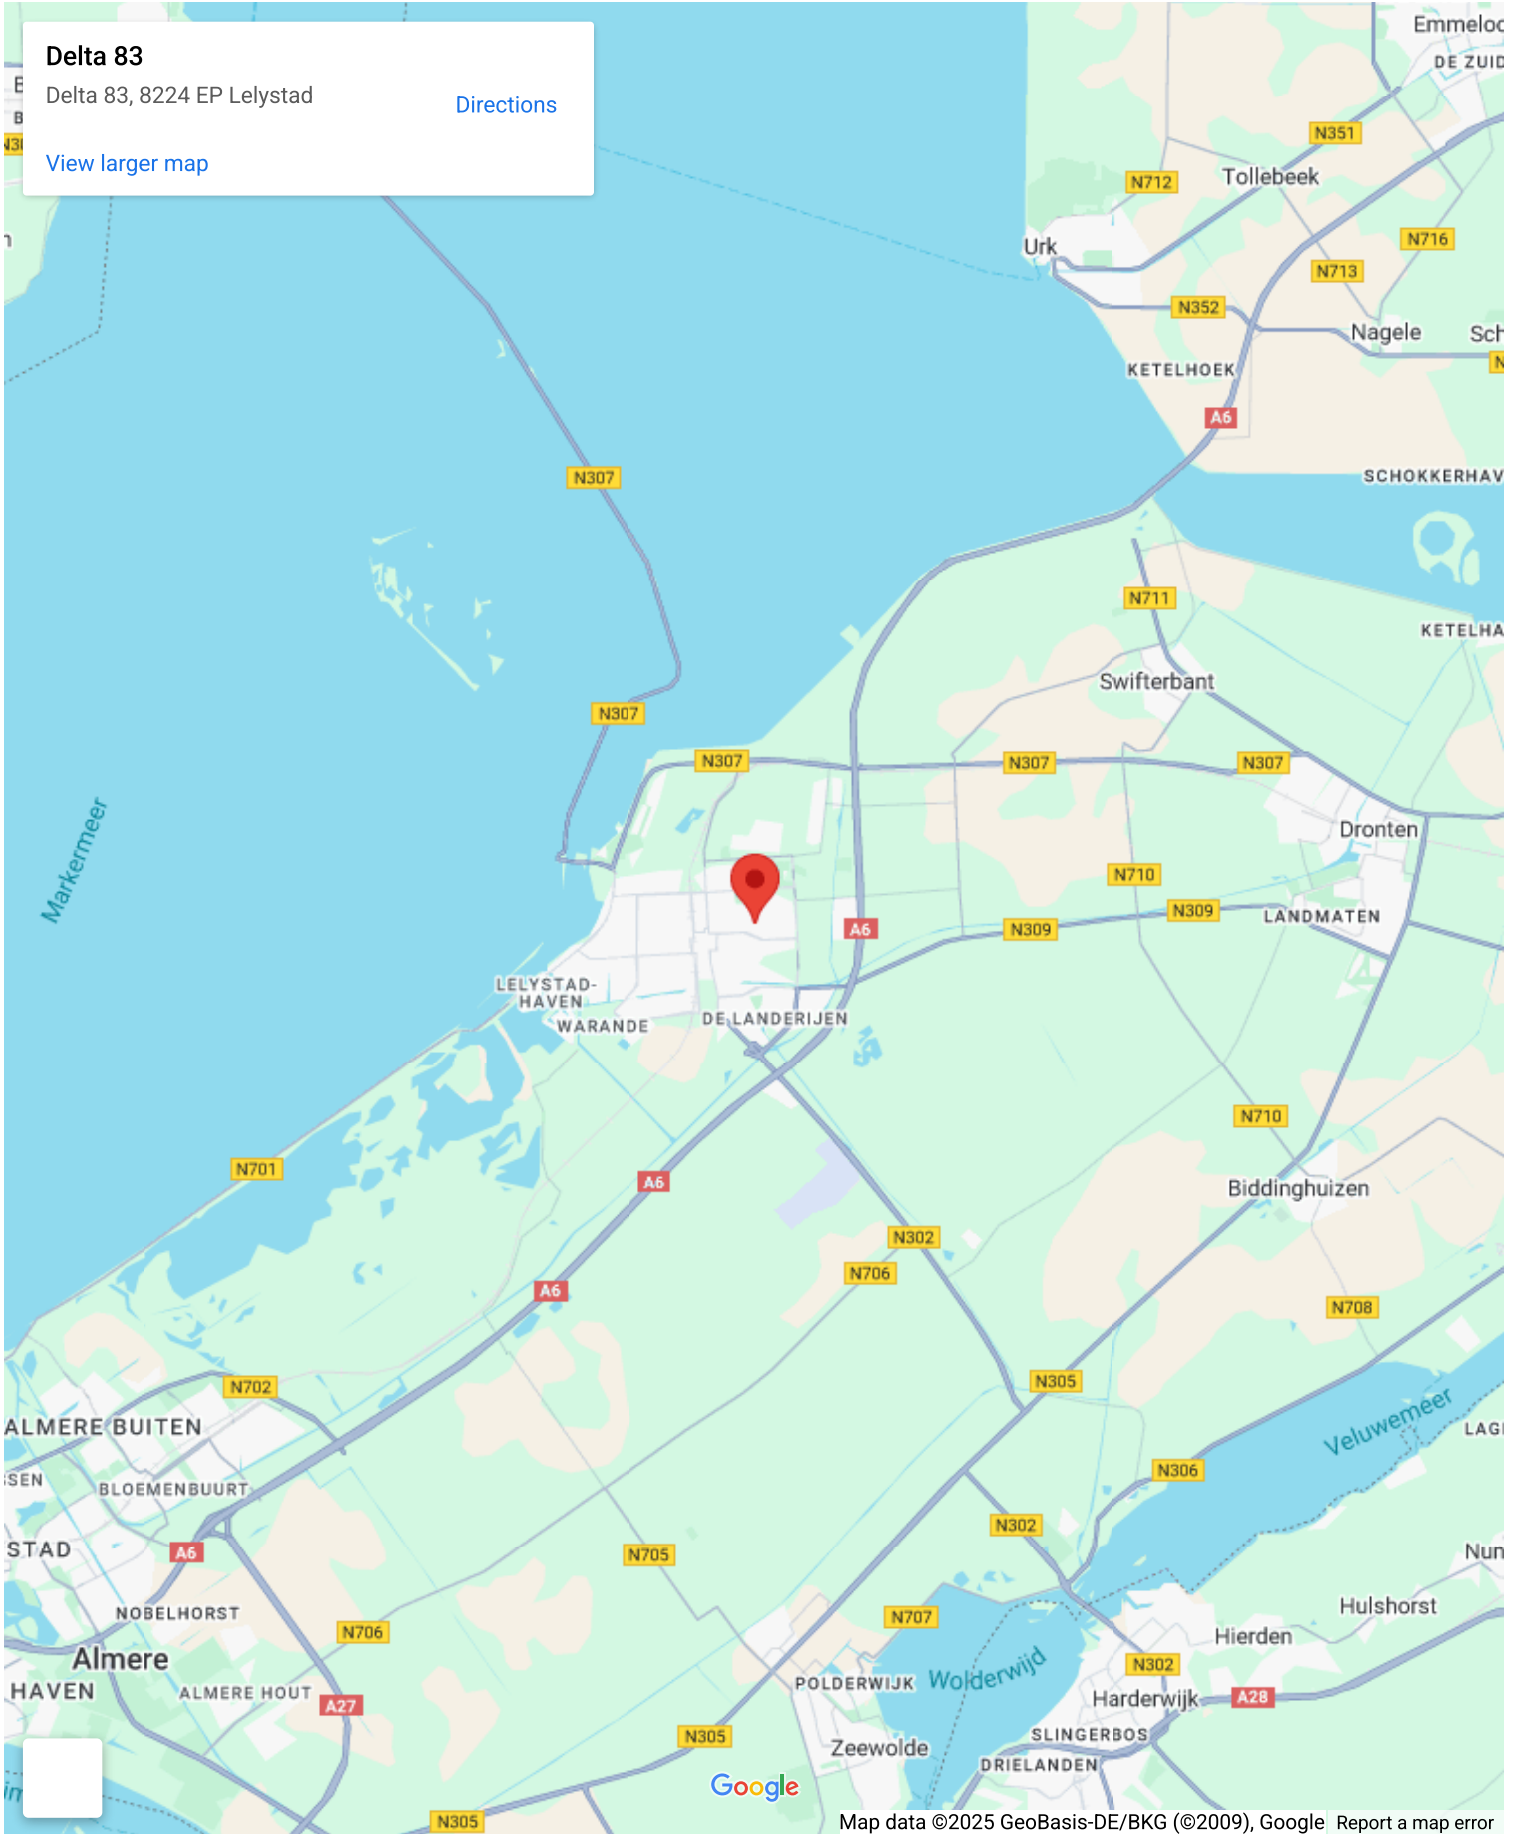 Delta 83
Delta 83, 8224 EP Lelystad
Directions
View larger map
Emmeloo
DE ZUID
N351
N712
Tollebeek
N716
Urk
N713
N352
Nagele
Sch
KETELHOEK
A6
N307
SCHOKKERHAV
N711
KETELHA
Swifterbant
N307
N307
N307
N307
Markermeer
Dronten
N710
N309
LANDMATEN
A6
N309
LELYSTAD-
HAVEN
WARANDE
DE LANDERIJEN
N710
N701
A6
Biddinghuizen
N302
N706
A6
N708
N305
N702
Veluwemeer
ALMERE BUITEN
LAG
N306
SSEN
BLOEMENBUURT
N302
STAD
A6
N705
Nun
Hulshorst
NOBELHORST
N707
N706
Hierden
Almere
Wolderwijd
N302
HAVEN
ALMERE HOUT
POLDERWIJK
A27
Harderwijk
A28
N305
SLINGERBOS
Zeewolde
DRIELANDEN
Google
N305
Map data ©2025 GeoBasis-DE/BKG (©2009), Google
Report a map error